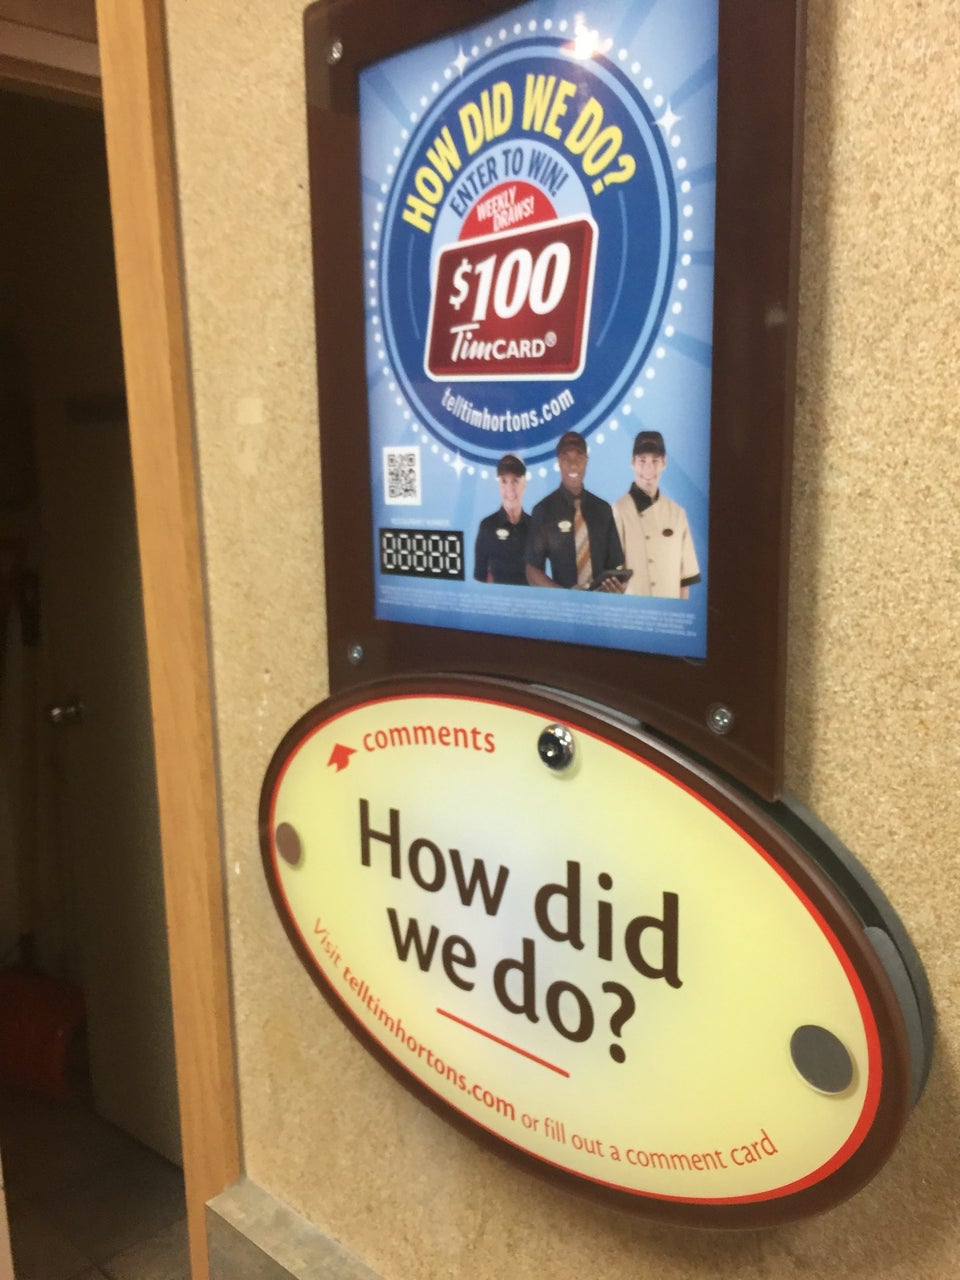 HOW DID WE DO?
ENTER TO WIN!
WEEKLY
DRAWS!
$100
TimCARD®
telltimhortons.com
88888
comments
How did
we do?
Visit telltimhortons.com or fill out a comment card